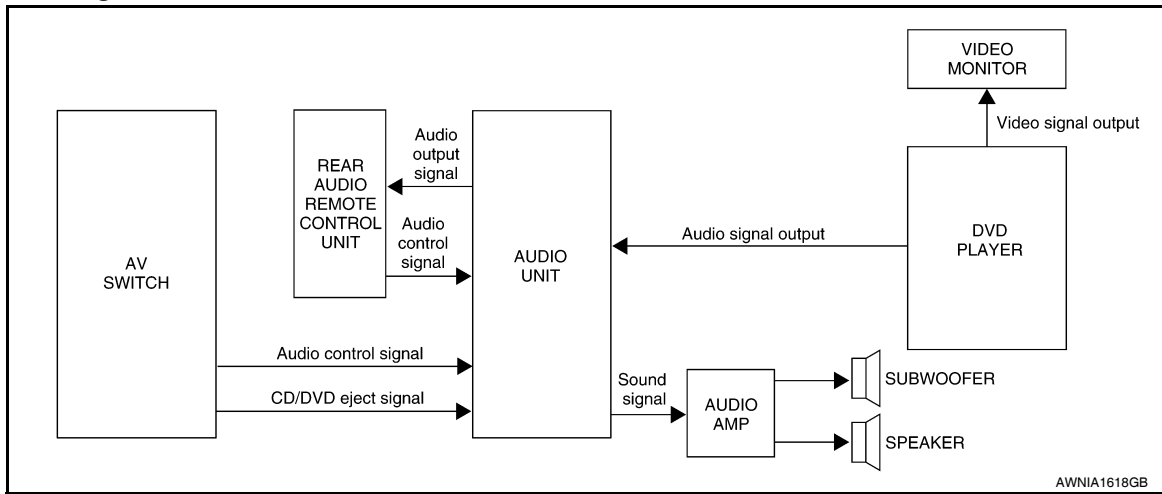 VIDEO
MONITOR
Video signal output
AV
SWITCH
REAR
AUDIO
REMOTE
CONTROL
UNIT
Audio
output
signal
Audio
control
signal
AUDIO
UNIT
Audio signal output
DVD
PLAYER
Audio control signal
CD/DVD eject signal
Sound
signal
AUDIO
AMP
SUBWOOFER
SPEAKER
AWNIA1618GB